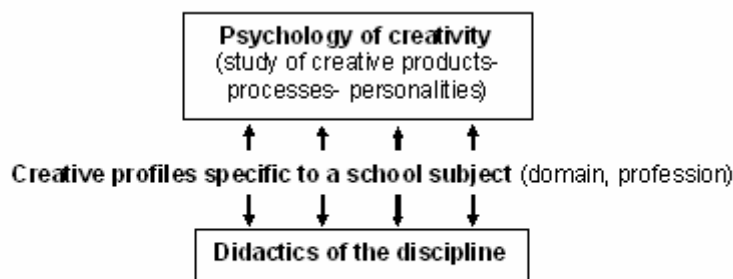 Psychology of creativity
(study of creative products-
processes- personalities)
Creative profiles specific to a school subject (domain, profession)
Didactics of the discipline